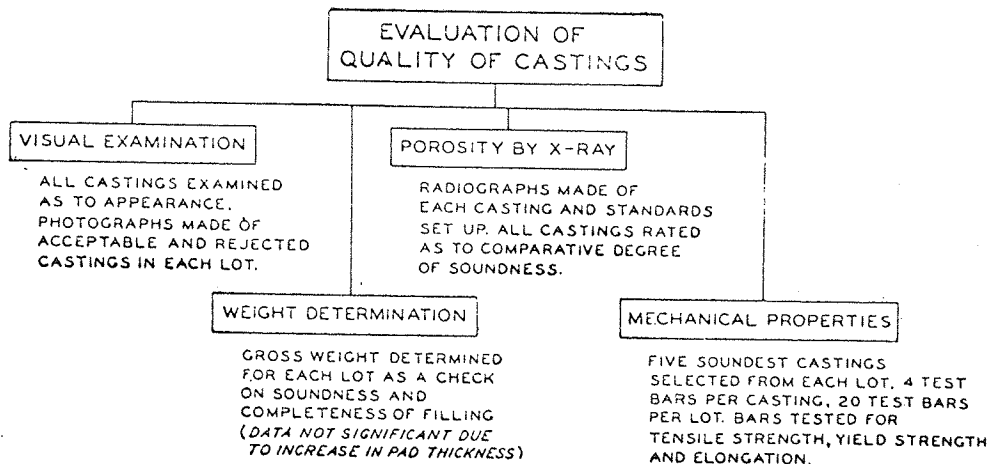 EVALUATION OF
QUALITY OF CASTINGS
VISUAL EXAMINATION
ALL CASTINGS EXAMINED
AS TO APPEARANCE.
PHOTOGRAPHS MADE OF
ACCEPTABLE AND REJECTED
CASTINGS IN EACH LOT.
POROSITY BY X-RAY
RADIOGRAPHS MADE OF
EACH CASTING AND STANDARDS
SET UP. ALL CASTINGS RATED
AS TO COMPARATIVE DEGREE
OF SOUNDNESS.
WEIGHT DETERMINATION
GROSS WEIGHT DETERMINED
FOR EACH LOT AS A CHECK
ON SOUNDNESS AND
COMPLETENESS OF FILLING
(DATA NOT SIGNIFICANT DUE
TO INCREASE IN PAD THICKNESS)
MECHANICAL PROPERTIES
FIVE SOUNDEST CASTINGS
SELECTED FROM EACH LOT. 4 TEST
BARS PER CASTING, 20 TEST BARS
PER LOT. BARS TESTED FOR
TENSILE STRENGTH, YIELD STRENGTH
AND ELONGATION.